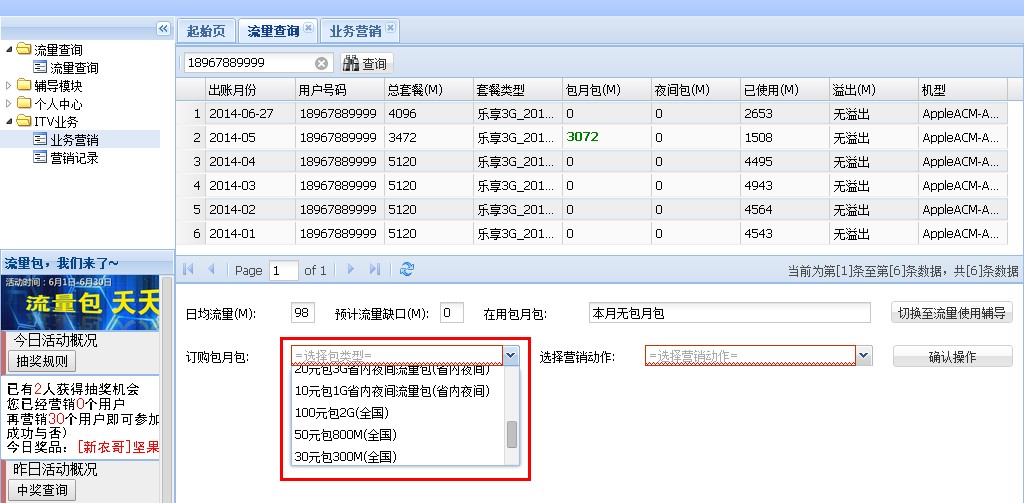 起始页 流量查询 业务营销
流量查询
流量查询
辅导模块
个人中心
ITV业务
业务营销
营销记录
18967889999 查询
出账月份 用户号码 总套餐(M) 套餐类型 包月包(M) 夜间包(M) 已使用(M) 溢出(M) 机型
1 2014-06-27 18967889999 4096 乐享3G_201... 0 0 2653 无溢出 AppleACM-A...
2 2014-05 18967889999 3472 乐享3G_201... 3072 0 1508 无溢出 AppleACM-A...
3 2014-04 18967889999 5120 乐享3G_201... 0 0 4495 无溢出 AppleACM-A...
4 2014-03 18967889999 5120 乐享3G_201... 0 0 4943 无溢出 AppleACM-A...
5 2014-02 18967889999 5120 乐享3G_201... 0 0 4564 无溢出 AppleACM-A...
6 2014-01 18967889999 5120 乐享3G_201... 0 0 4543 无溢出 AppleACM-A...
Page 1 of 1 当前为第[1]条至第[6]条数据，共[6]条数据
流量包，我们来了~
活动时间：6月1日-6月30日
流量包 天天
今日活动概况
抽奖规则
已有2人获得抽奖机会
您已经营销0个用户
再营销30个用户即可参加
成功与否)
今日奖品：[新农哥]坚果
昨日活动概况
中奖查询
日均流量(M): 98 预计流量缺口(M): 0 在用包月包: 本月无包月包 切换至流量使用辅导
订购包月包: =选择包类型= 选择营销动作: =选择营销动作= 确认操作
20元包3G省内夜间流量包(省内夜间)
10元包1G省内夜间流量包(省内夜间)
100元包2G(全国)
50元包800M(全国)
30元包300M(全国)